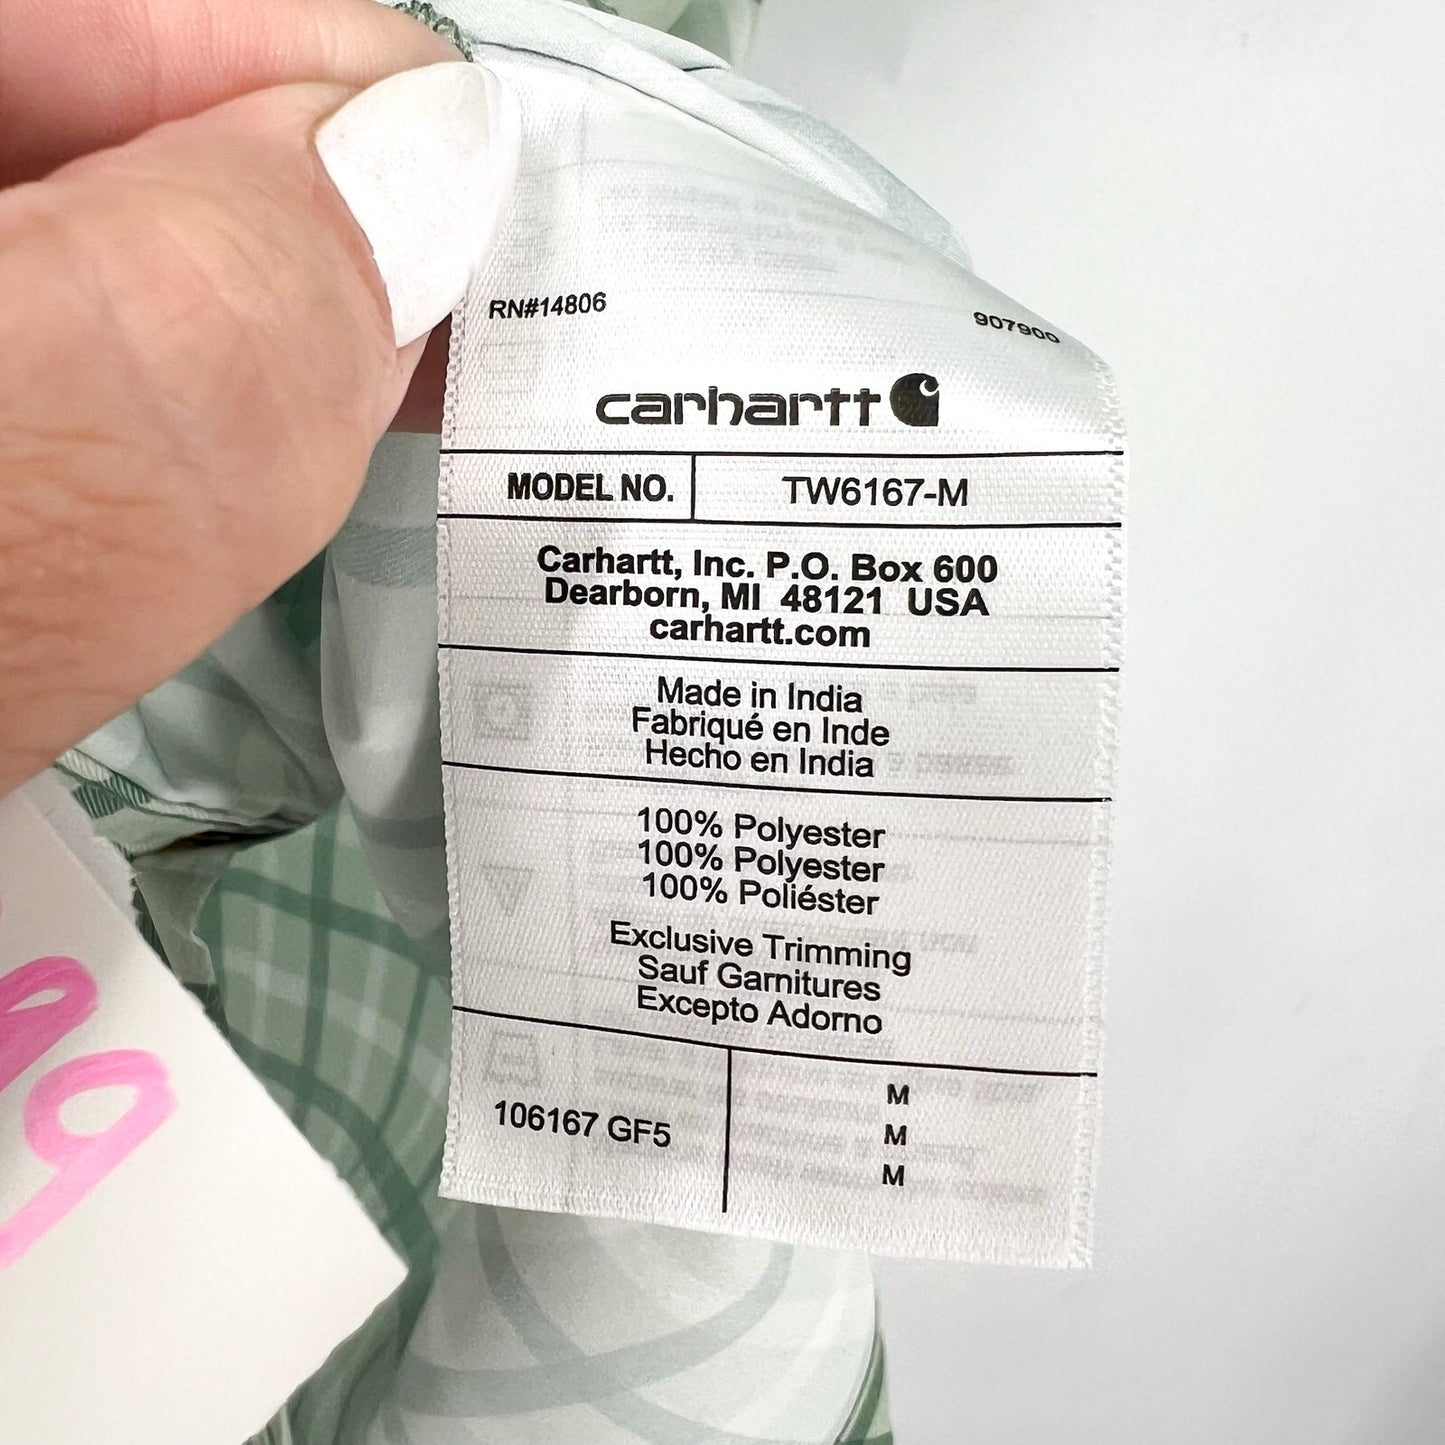 RN#14806
907900
carhartt
MODEL NO. TW6167-M
Carhartt, Inc. P.O. Box 600
Dearborn, MI 48121 USA
carhartt.com
Made in India
Fabriqué en Inde
Hecho en India
100% Polyester
100% Polyester
100% Poliéster
Exclusive Trimming
Sauf Garnitures
Excepto Adorno
106167 GF5
M
M
M
99